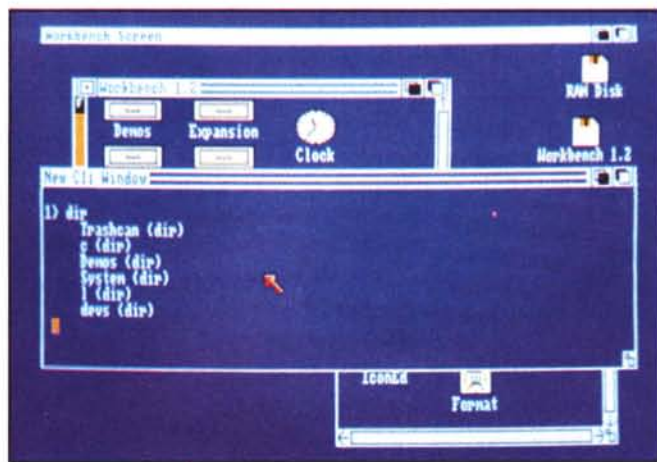 Workbench Screen
Workbench 1.2
RAM Disk
Demos
Expansion
Clock
Workbench 1.2
New CLI Window
1> dir
Trashcan (dir)
c (dir)
Demos (dir)
System (dir)
l (dir)
devs (dir)
IconEd
Format